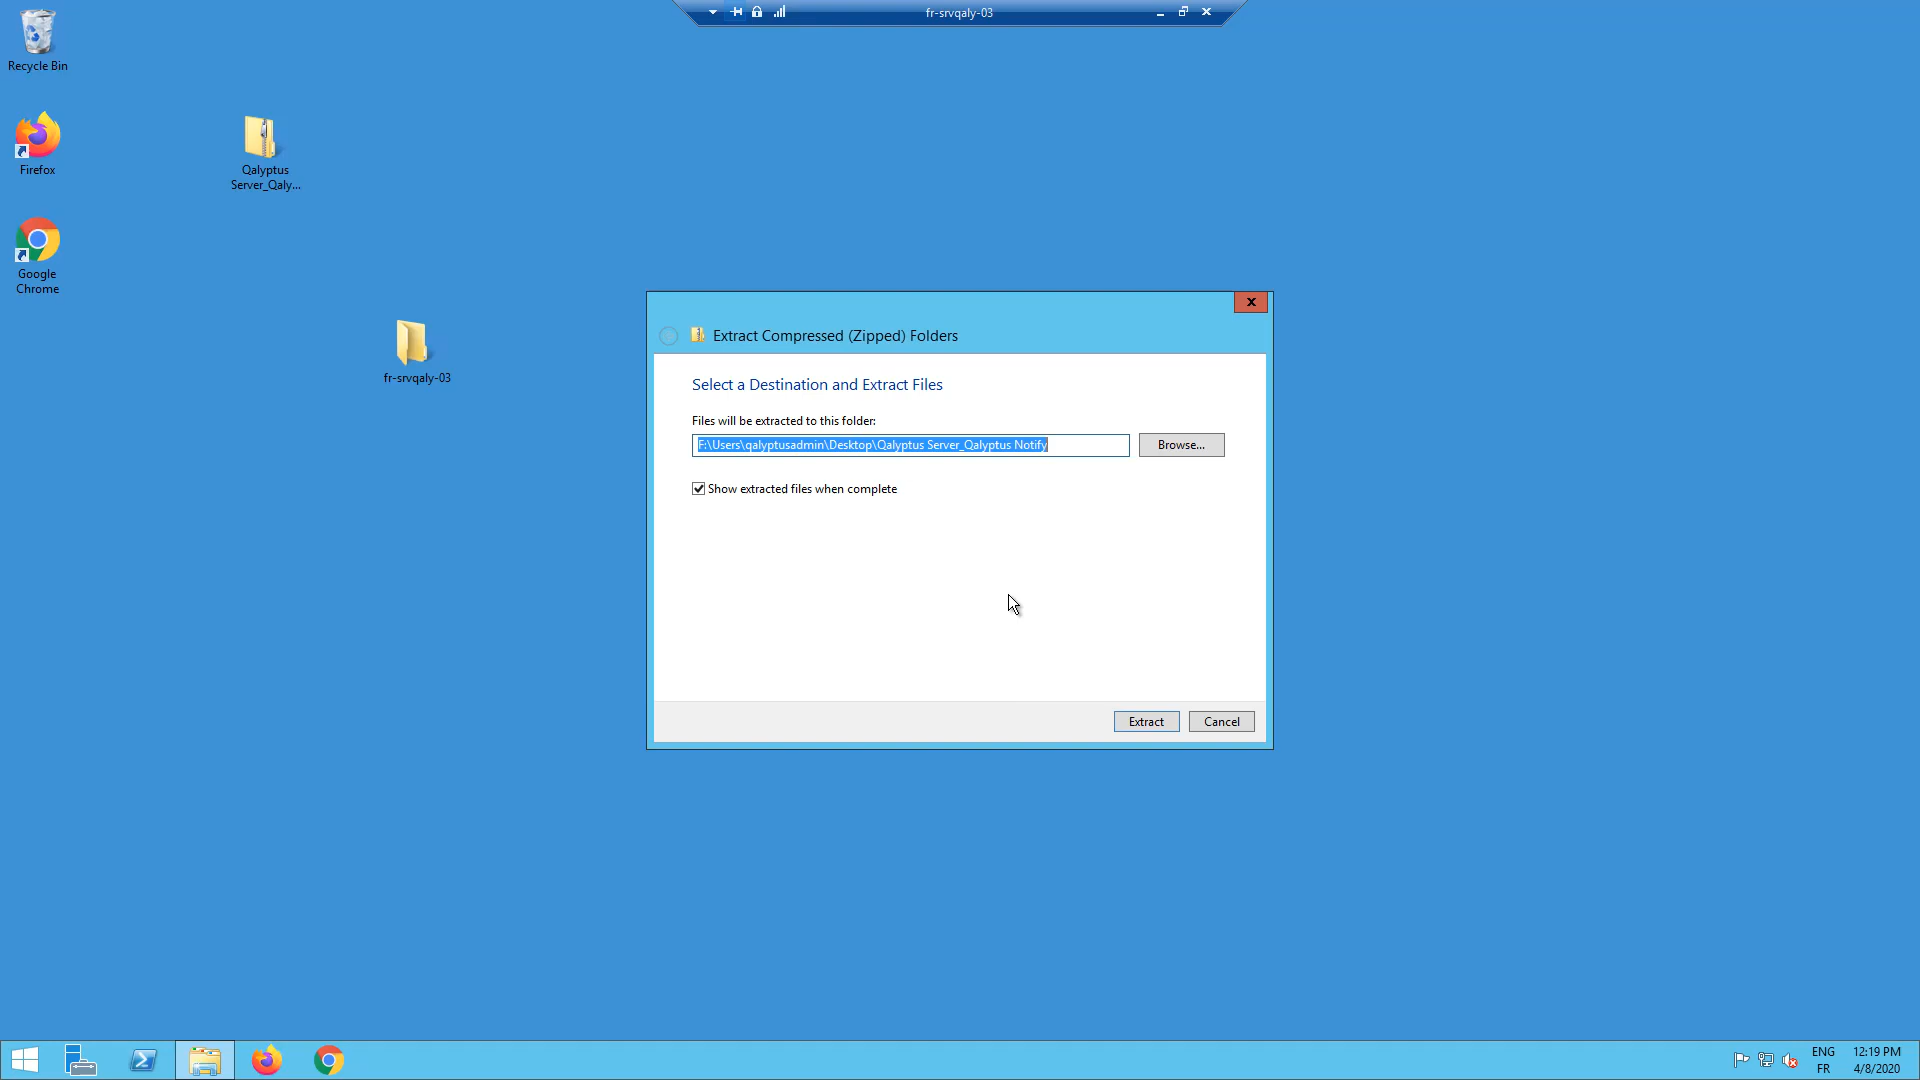 fr-srvqaly-03
Recycle Bin
Firefox
Qalyptus
Server_Qaly...
Google
Chrome
fr-srvqaly-03
Extract Compressed (Zipped) Folders
Select a Destination and Extract Files
Files will be extracted to this folder:
F:\Users\qalyptusadmin\Desktop\Qalyptus Server_Qalyptus Notify
Browse...
Show extracted files when complete
Extract
Cancel
ENG
FR
12:19 PM
4/8/2020